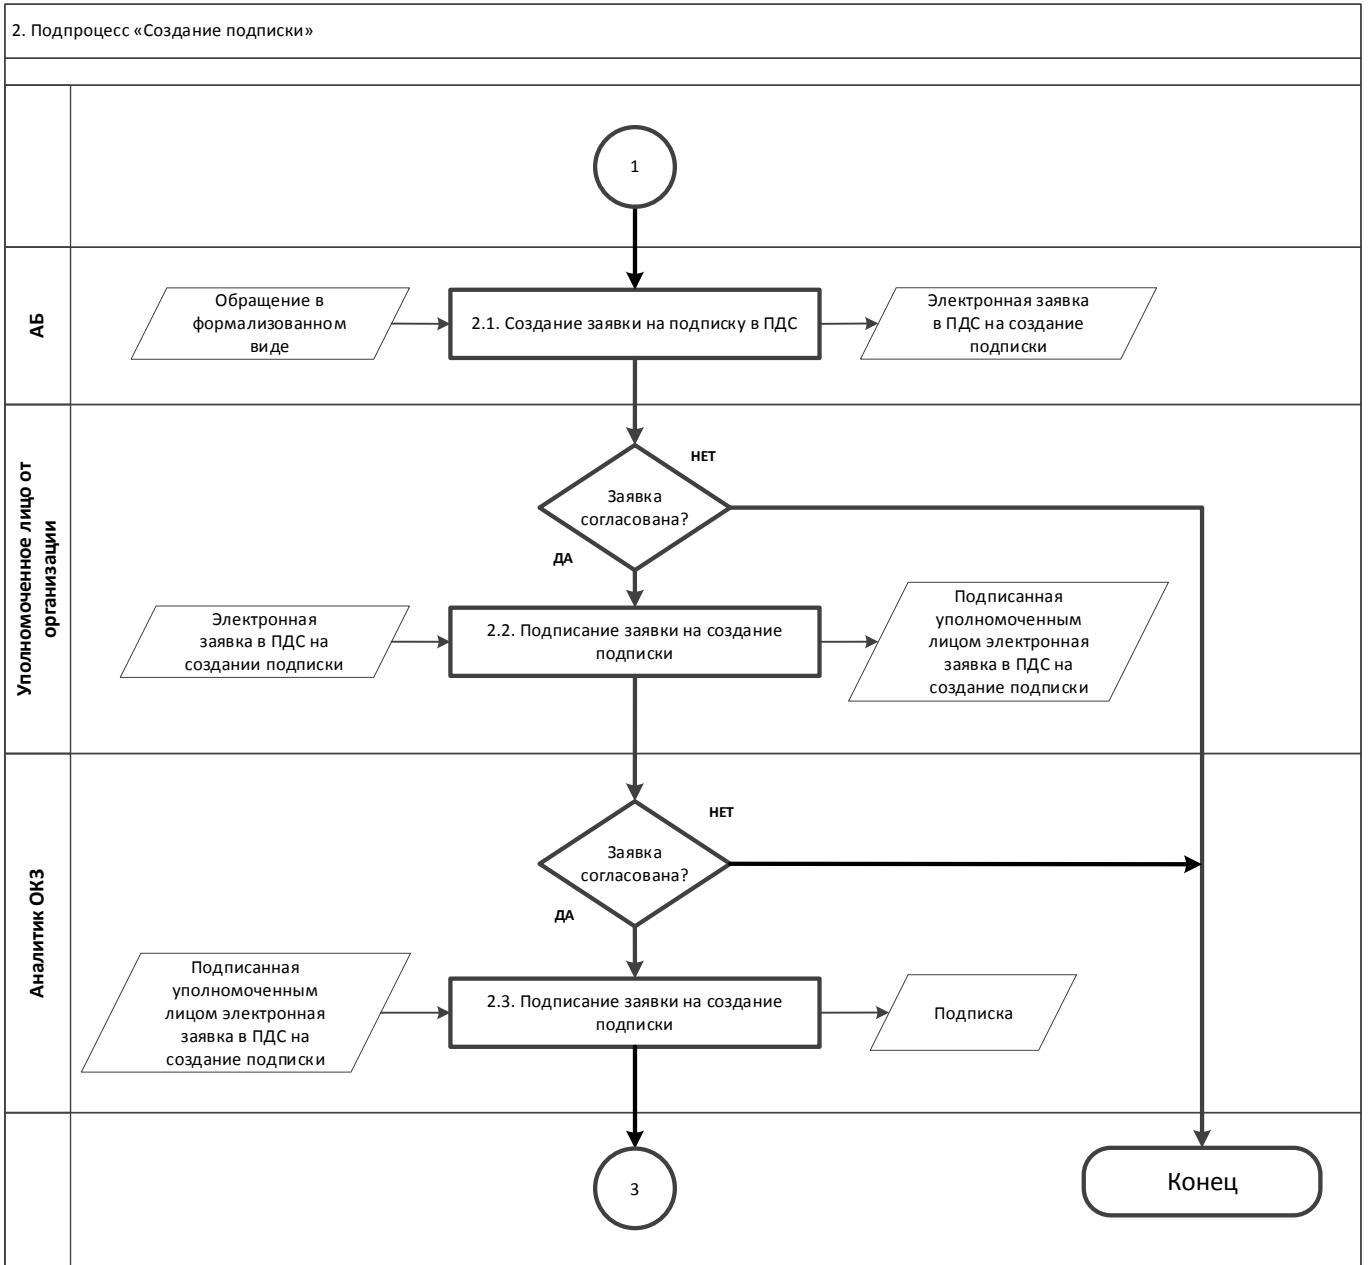 2. Подпроцесс «Создание подписки»
1
АБ
Обращение в
формализованном
виде
2.1. Создание заявки на подписку в ПДС
Электронная заявка
в ПДС на создание
подписки
Уполномоченное лицо от
организации
НЕТ
Заявка
согласована?
ДА
Электронная
заявка в ПДС на
создании подписки
2.2. Подписание заявки на создание
подписки
Подписанная
уполномоченным
лицом электронная
заявка в ПДС на
создание подписки
Аналитик ОКЗ
НЕТ
Заявка
согласована?
ДА
Подписанная
уполномоченным
лицом электронная
заявка в ПДС на
создание подписки
2.3. Подписание заявки на создание
подписки
Подписка
3
Конец